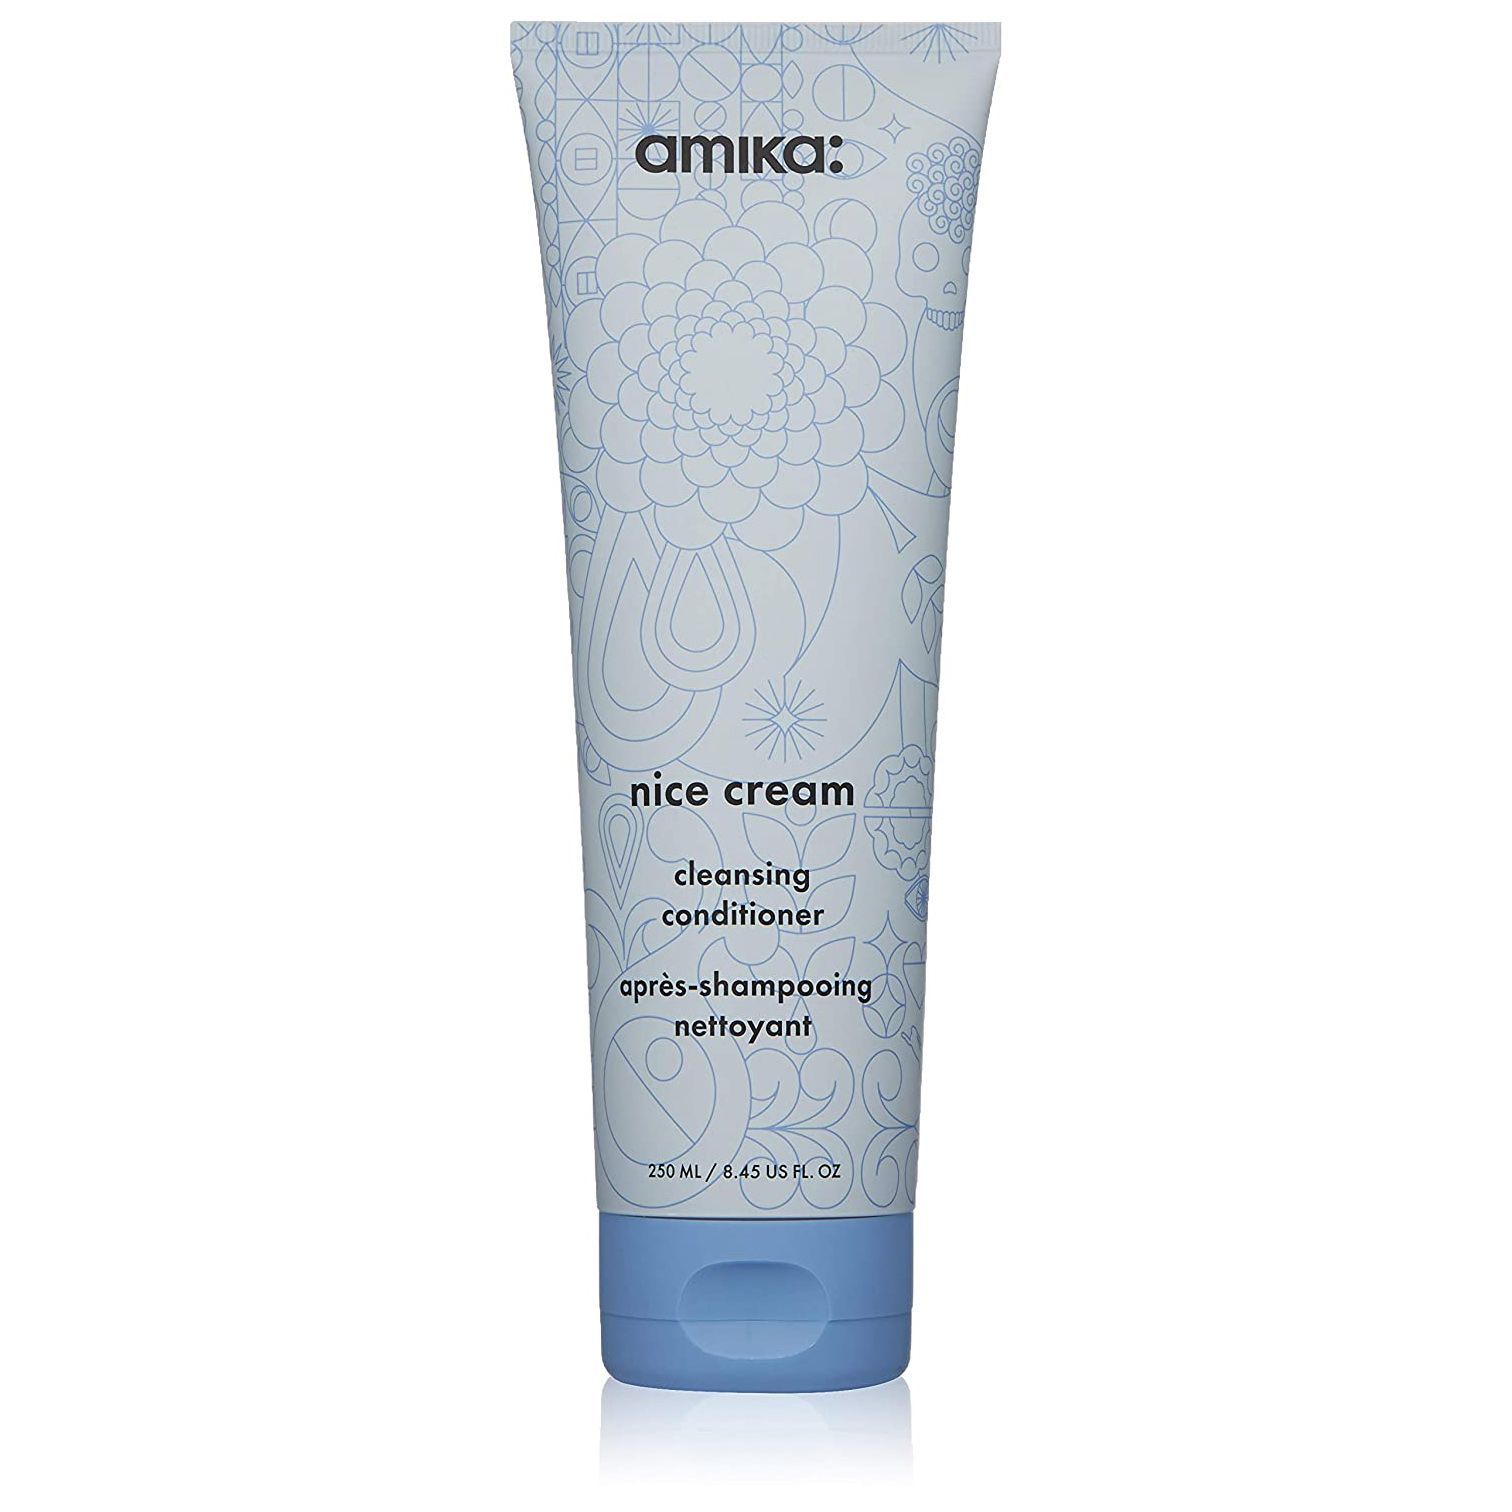 amika:
nice cream
cleansing
conditioner
après-shampooing
nettoyant
250 ML / 8.45 US FL. OZ